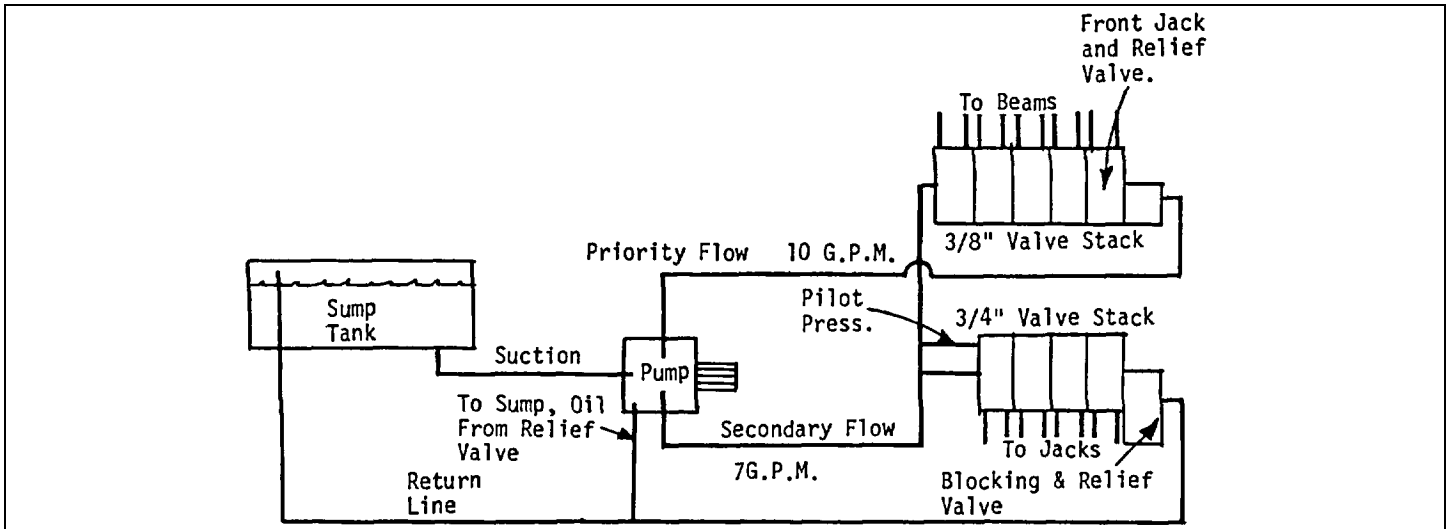 Front Jack
and Relief
Valve.
To Beams
3/8" Valve Stack
Priority Flow 10 G.P.M.
Pilot
Press.
3/4" Valve Stack
Sump
Tank
Suction
Pump
To Sump, Oil
From Relief
Valve
Secondary Flow
7G.P.M.
To Jacks
Blocking & Relief
Valve
Return
Line